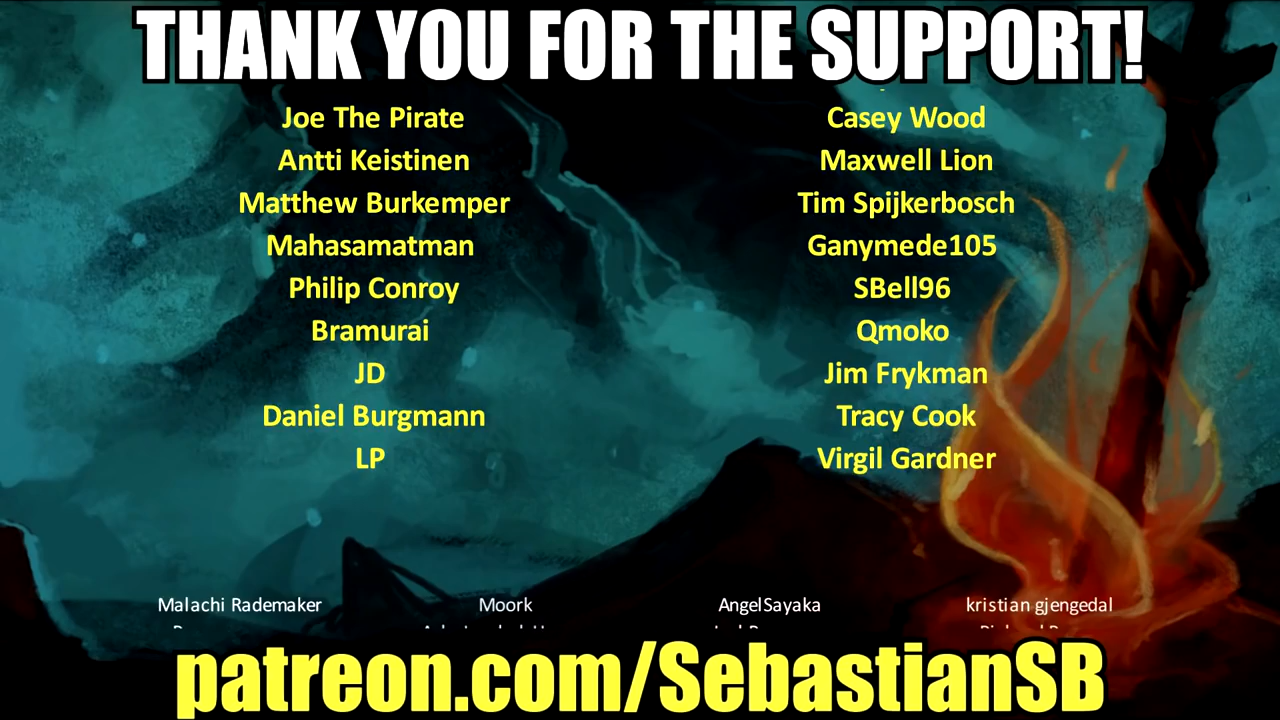 THANK YOU FOR THE SUPPORT!
Joe The Pirate
Antti Keistinen
Matthew Burkemper
Mahasamatman
Philip Conroy
Bramurai
JD
Daniel Burgmann
LP
Casey Wood
Maxwell Lion
Tim Spijkerbosch
Ganymede105
SBell96
Qmoko
Jim Frykman
Tracy Cook
Virgil Gardner
Malachi Rademaker
Moork
AngelSayaka
kristian gjengedal
patreon.com/SebastianSB